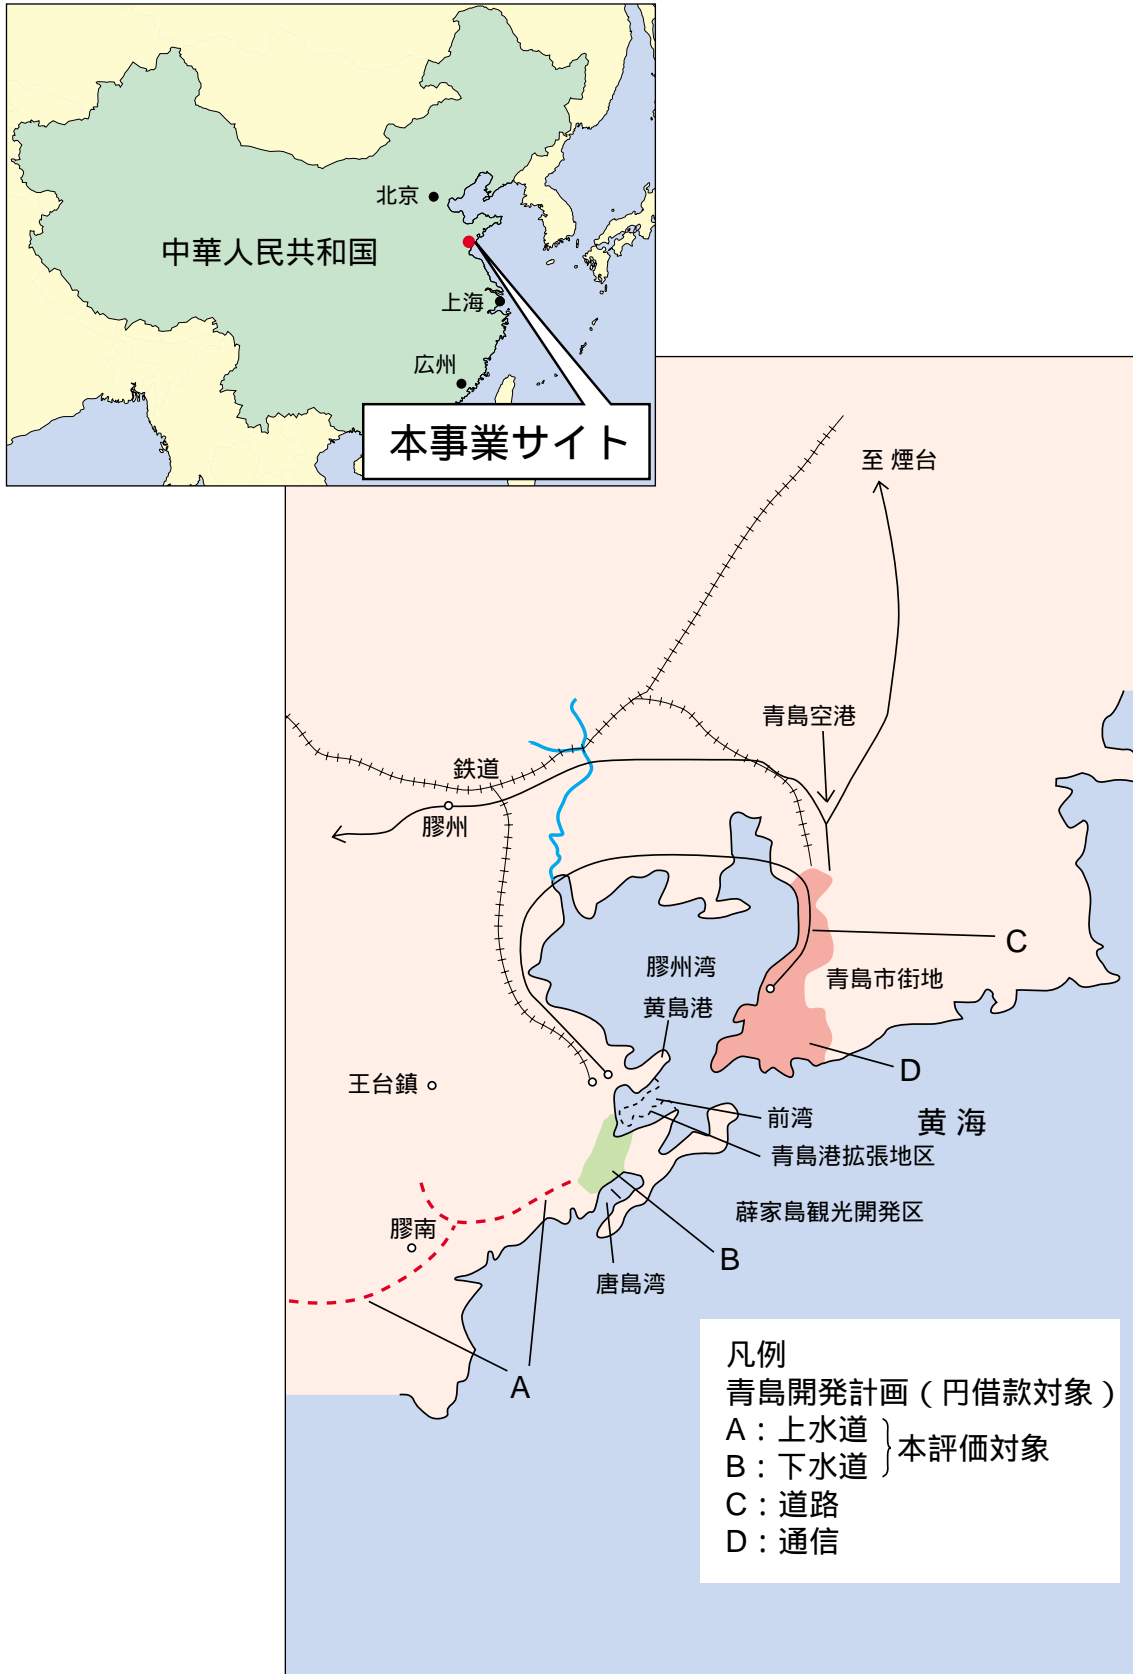 北京
中華人民共和国
上海
広州
本事業サイト
至 煙台
青島空港
鉄道
膠州
C
膠州湾
青島市街地
黄島港
D
王台鎮
前湾
黄 海
青島港拡張地区
薜家島観光開発区
膠南
B
唐島湾
A
凡例
青島開発計画（円借款対象）
A：上水道
本評価対象
B：下水道
C：道路
D：通信